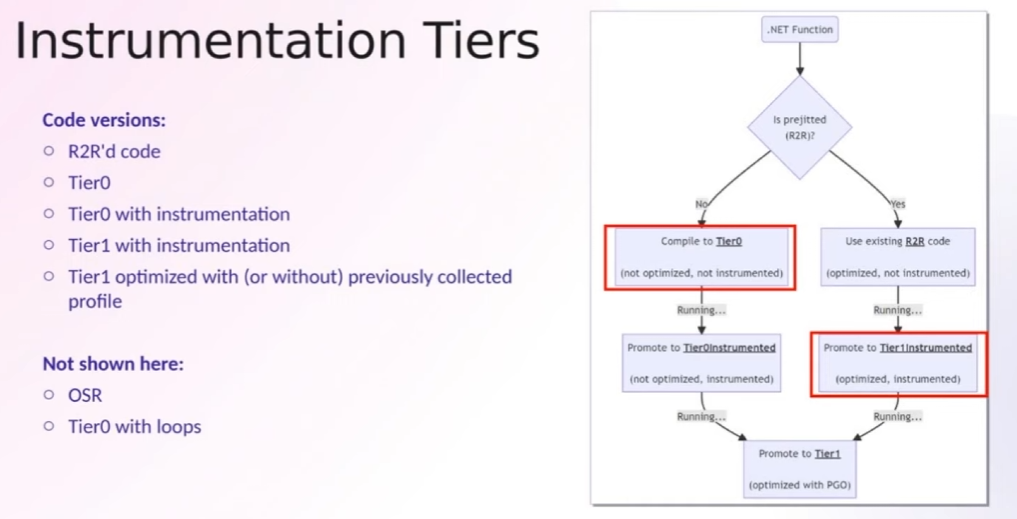 Instrumentation Tiers
Code versions:
R2R'd code
Tier0
Tier0 with instrumentation
Tier1 with instrumentation
Tier1 optimized with (or without) previously collected
profile
Not shown here:
OSR
Tier0 with loops
.NET Function
Is prejitted
(R2R)?
No
Yes
Compile to Tier0
(not optimized, not instrumented)
Use existing R2R code
(optimized, not instrumented)
Running...
Running...
Promote to Tier0Instrumented
(not optimized, instrumented)
Promote to Tier1Instrumented
(optimized, instrumented)
Running...
Running...
Promote to Tier1
(optimized with PGO)